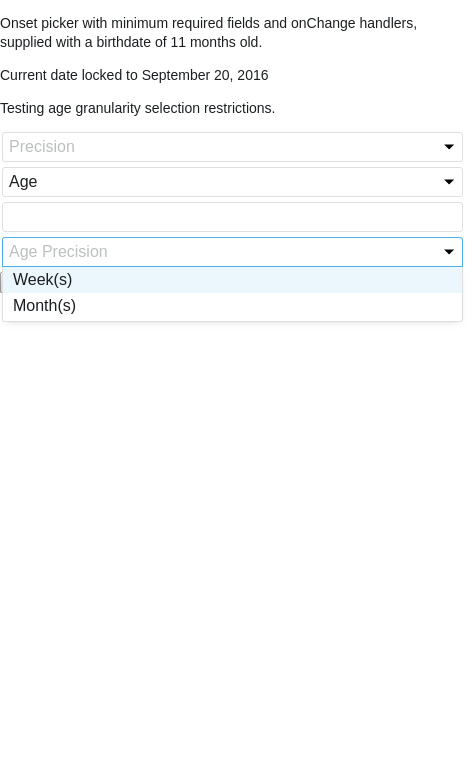 Onset picker with minimum required fields and onChange handlers,
supplied with a birthdate of 11 months old.
Current date locked to September 20, 2016
Testing age granularity selection restrictions.
Precision
Age
Age Precision
Week(s)
Month(s)